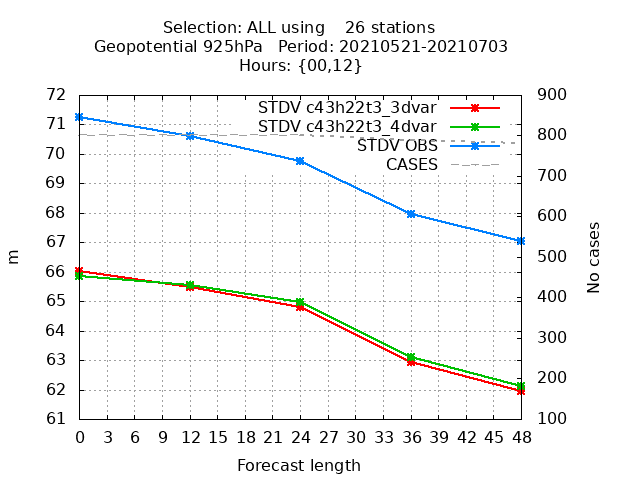 Selection: ALL using    26 stations
Geopotential 925hPa   Period: 20210521-20210703
Hours: {00,12}
STDV c43h22t3_3dvar
STDV c43h22t3_4dvar
STDV OBS
CASES
72
71
70
69
68
67
66
65
64
63
62
61
m
900
800
700
600
500
400
300
200
100
No cases
0 3 6 9 12 15 18 21 24 27 30 33 36 39 42 45 48
Forecast length